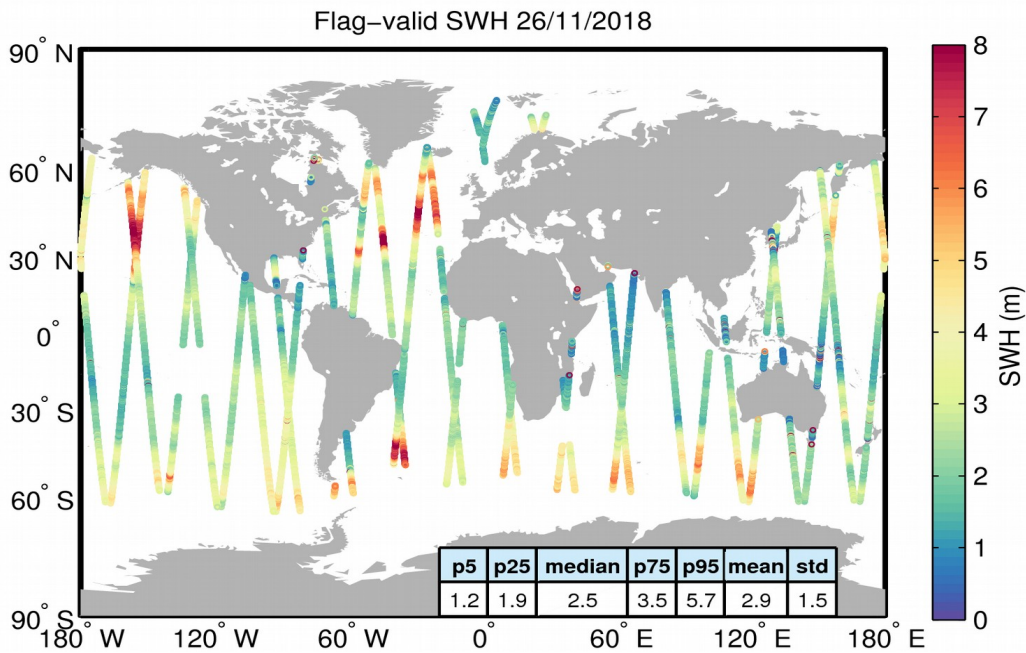 Flag−valid SWH 26/11/2018
90° N
60° N
30° N
0°
30° S
60° S
90° S
180° W
120° W
60° W
0°
60° E
120° E
180° E
8
7
6
5
4
3
2
1
0
SWH (m)
p5 p25 median p75 p95 mean std
1.2 1.9 2.5 3.5 5.7 2.9 1.5